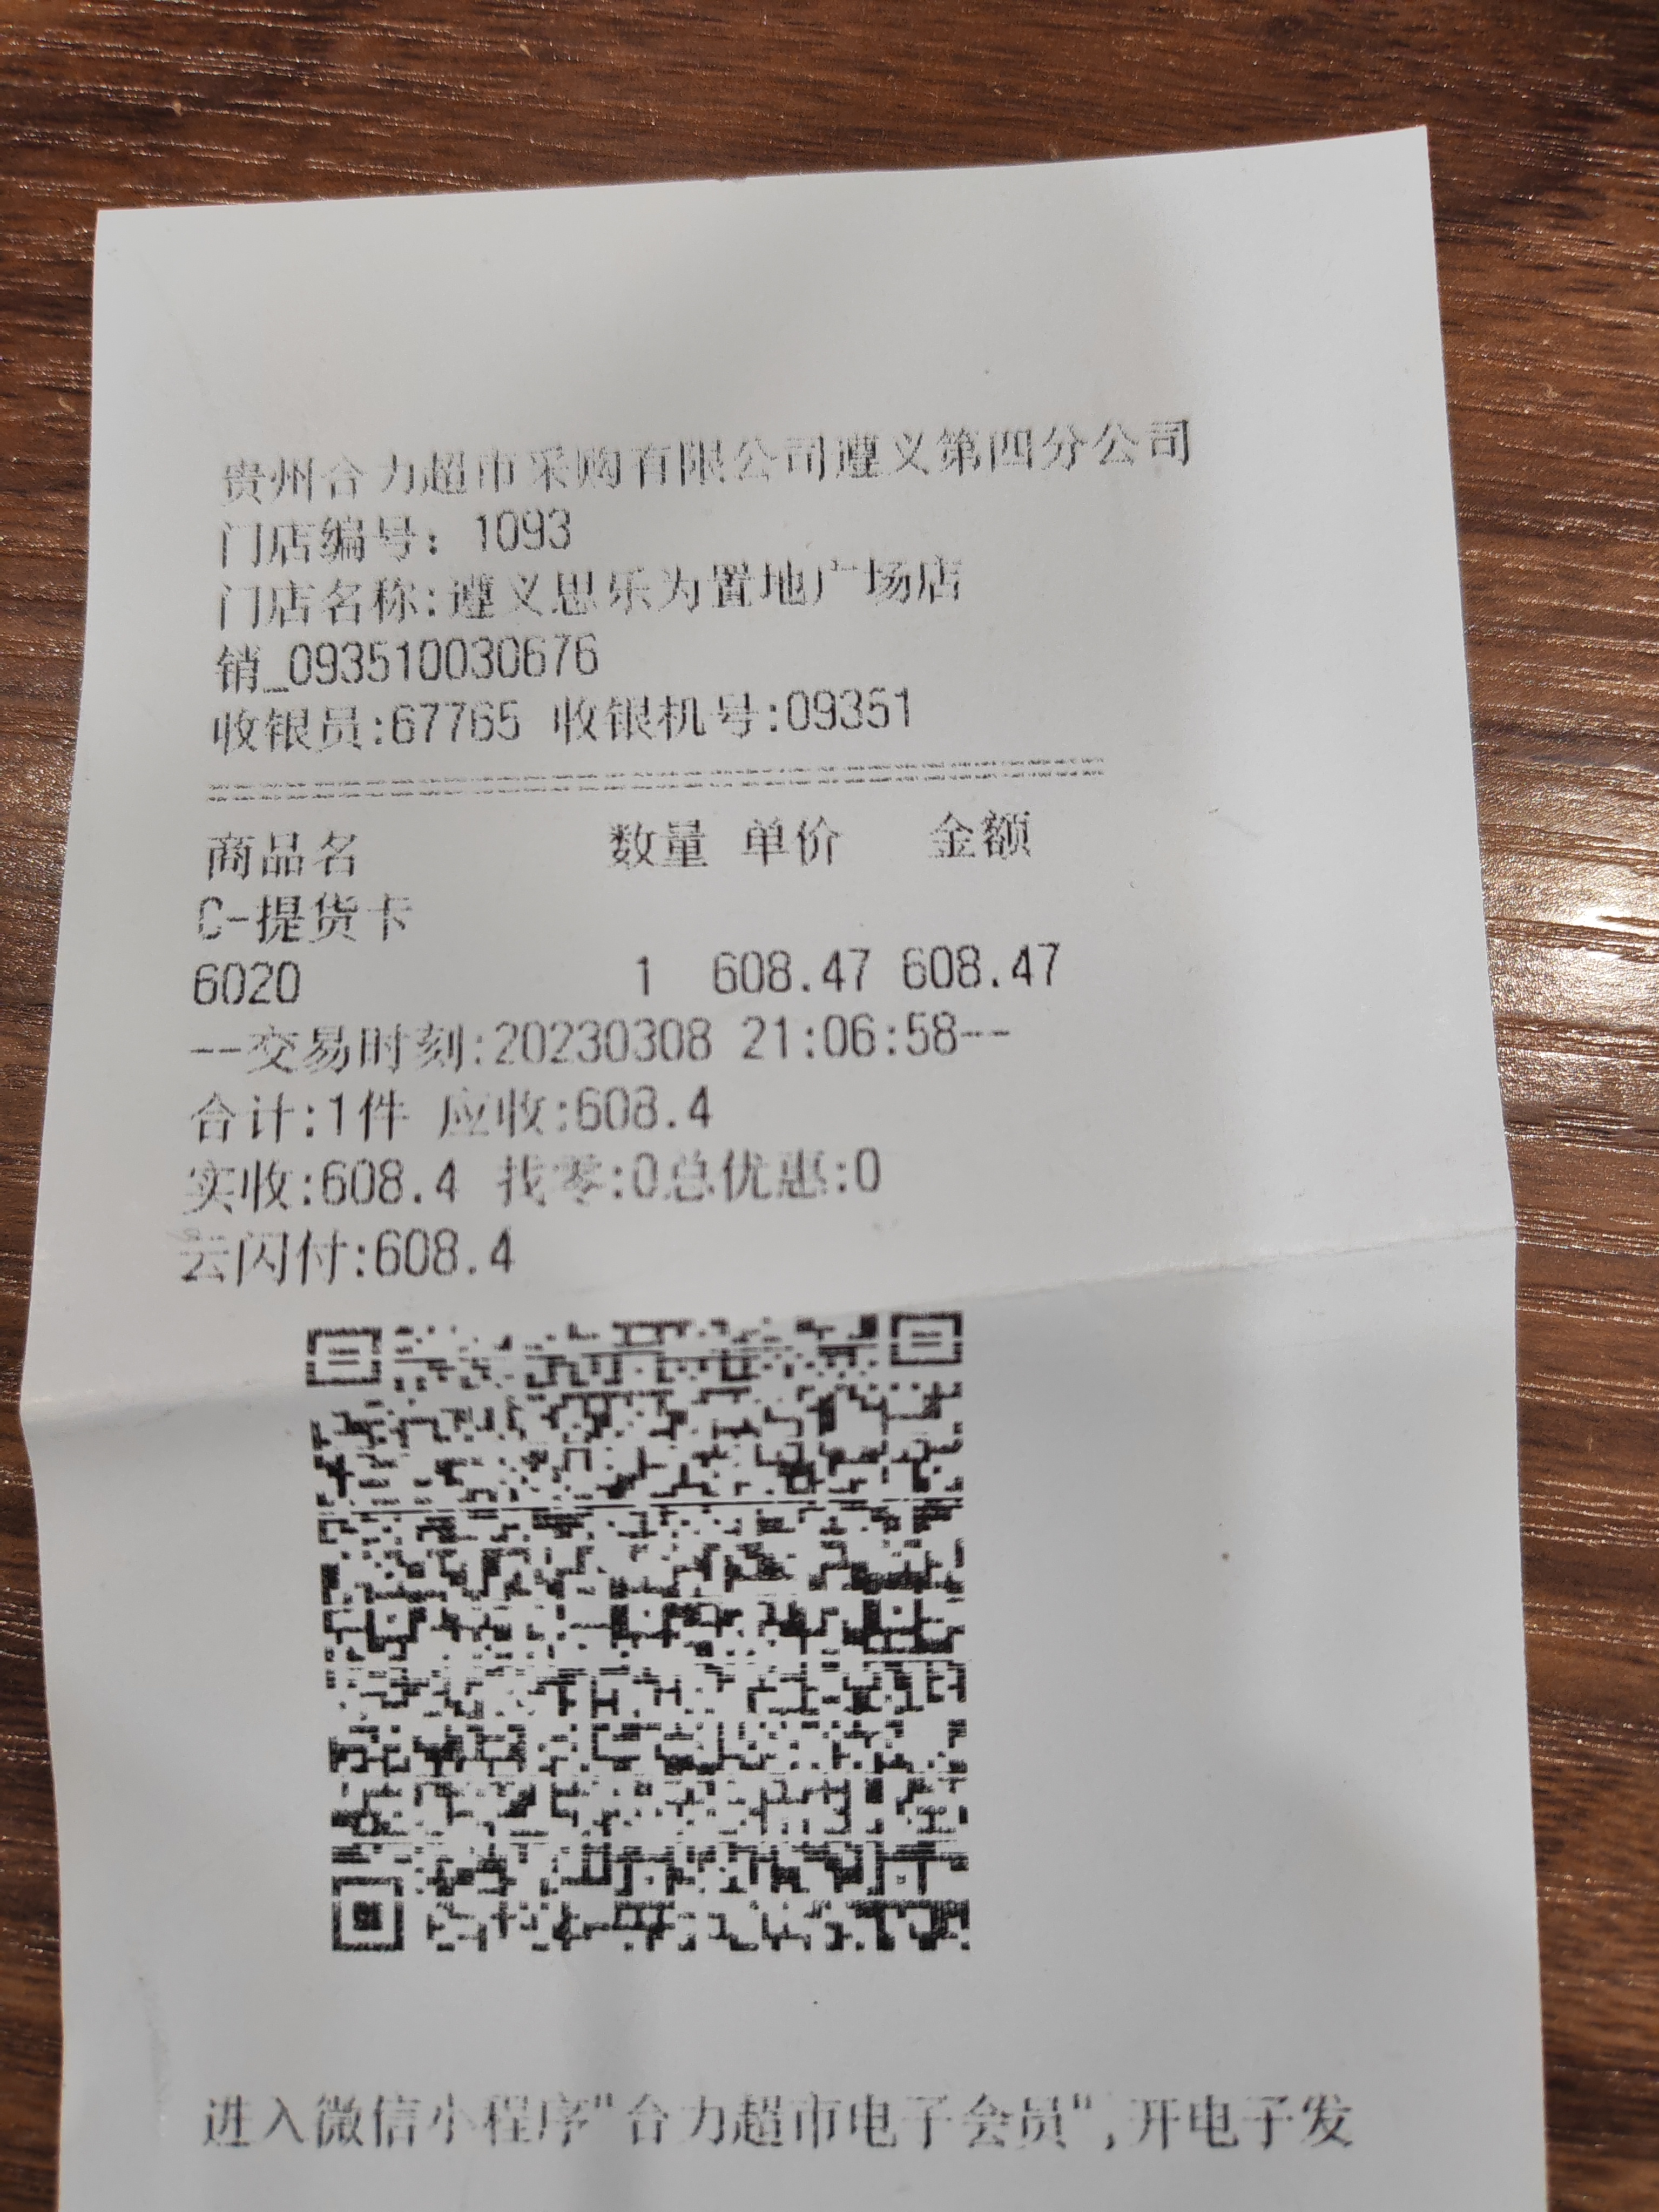 贵州合力超市采购有限公司遵义第四分公司
门店编号：1093
门店名称:遵义思乐为置地广场店
销_093510030676
收银员:67765 收银机号:09351
商品名 数量 单价 金额
C-提货卡
6020 1 608.47 608.47
--交易时刻:20230308 21:06:58--
合计:1件 应收:608.4
实收:608.4 找零:0总优惠:0
云闪付:608.4
进入微信小程序"合力超市电子会员",开电子发